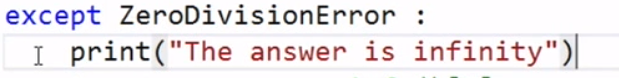 except ZeroDivisionError :
    print("The answer is infinity")